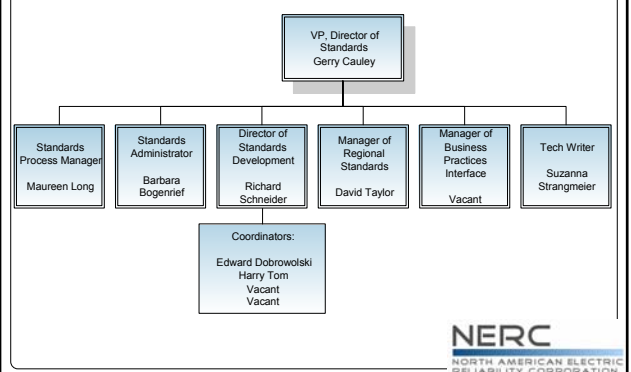 VP, Director of
Standards
Gerry Cauley
Standards
Process Manager
Maureen Long
Standards
Administrator
Barbara
Bogenrief
Director of
Standards
Development
Richard
Schneider
Manager of
Regional
Standards
David Taylor
Manager of
Business
Practices
Interface
Vacant
Tech Writer
Suzanna
Strangmeier
Coordinators:
Edward Dobrowolski
Harry Tom
Vacant
Vacant
NERC
NORTH AMERICAN ELECTRIC
RELIABILITY CORPORATION